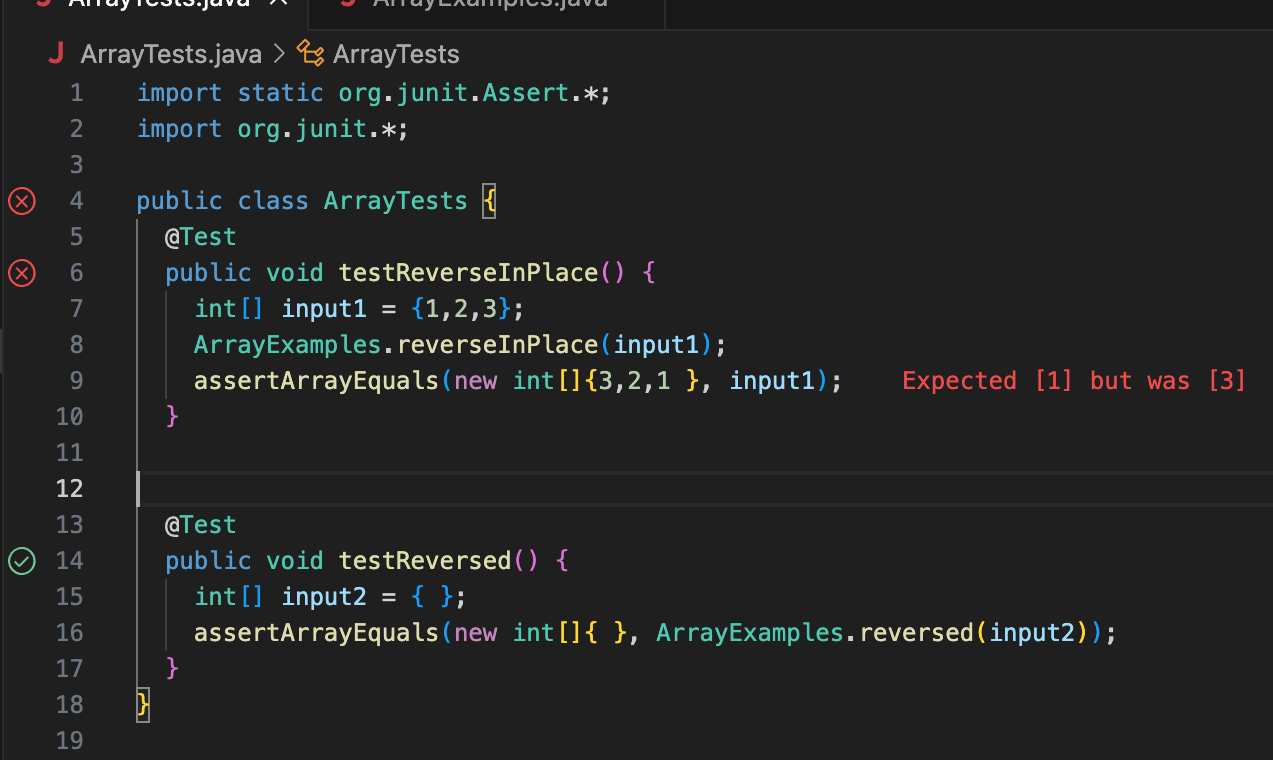 ArrayTests.java
ArrayExamples.java
ArrayTests.java > ArrayTests
1 import static org.junit.Assert.*;
2 import org.junit.*;
3
4 public class ArrayTests {
5 @Test
6 public void testReverseInPlace() {
7 int[] input1 = {1,2,3};
8 ArrayExamples.reverseInPlace(input1);
9 assertArrayEquals(new int[]{3,2,1 }, input1); Expected [1] but was [3]
10 }
11
12
13 @Test
14 public void testReversed() {
15 int[] input2 = { };
16 assertArrayEquals(new int[]{ }, ArrayExamples.reversed(input2));
17 }
18 }
19